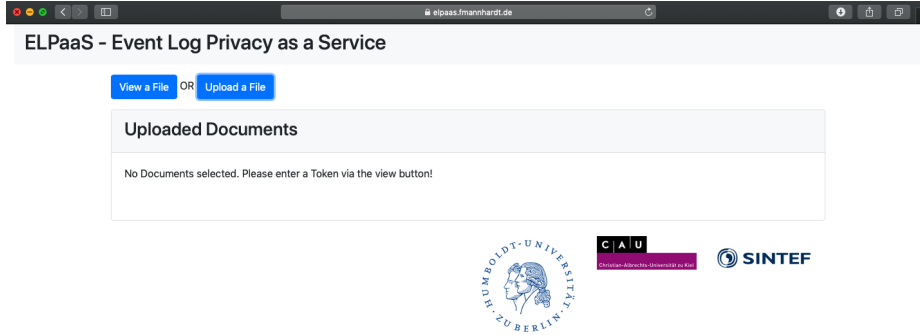 elpaas.fmannhardt.de
ELPaaS - Event Log Privacy as a Service
View a File OR Upload a File
Uploaded Documents
No Documents selected. Please enter a Token via the view button!
HUMBOLDT-UNIVERSITÄT · ZU BERLIN ·
C|A|U
Christian-Albrechts-Universität zu Kiel
SINTEF